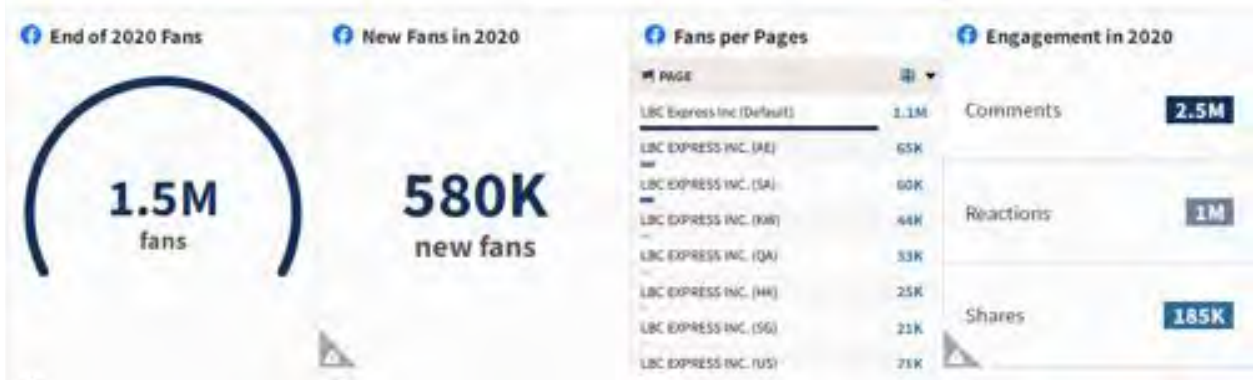 End of 2020 Fans
1.5M
fans
New Fans in 2020
580K
new fans
Fans per Pages
PAGE
LBC Express Inc (Default) 1.1M
LBC EXPRESS INC. (AE) 65K
LBC EXPRESS INC. (SA) 60K
LBC EXPRESS INC. (KW) 44K
LBC EXPRESS INC. (QA) 33K
LBC EXPRESS INC. (HK) 25K
LBC EXPRESS INC. (SG) 21K
LBC EXPRESS INC. (US)
Engagement in 2020
Comments 2.5M
Reactions 1M
Shares 185K